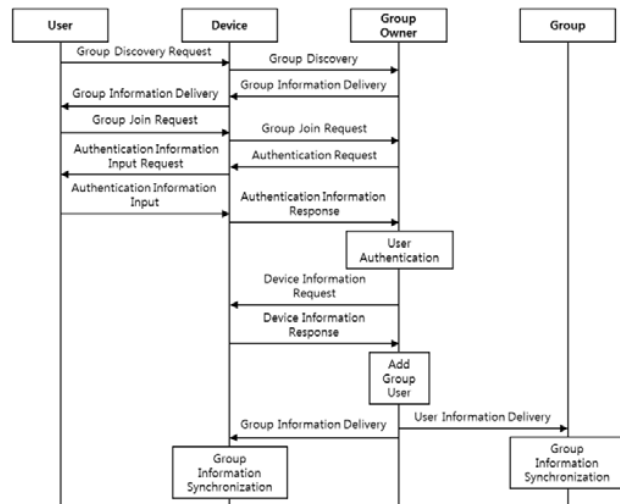 User
Device
Group
Owner
Group
Group Discovery Request
Group Discovery
Group Information Delivery
Group Information Delivery
Group Join Request
Group Join Request
Authentication Request
Authentication Information
Input Request
Authentication Information
Input
Authentication Information
Response
User
Authentication
Device Information
Request
Device Information
Response
Add
Group
User
User Information Delivery
Group Information Delivery
Group
Information
Synchronization
Group
Information
Synchronization